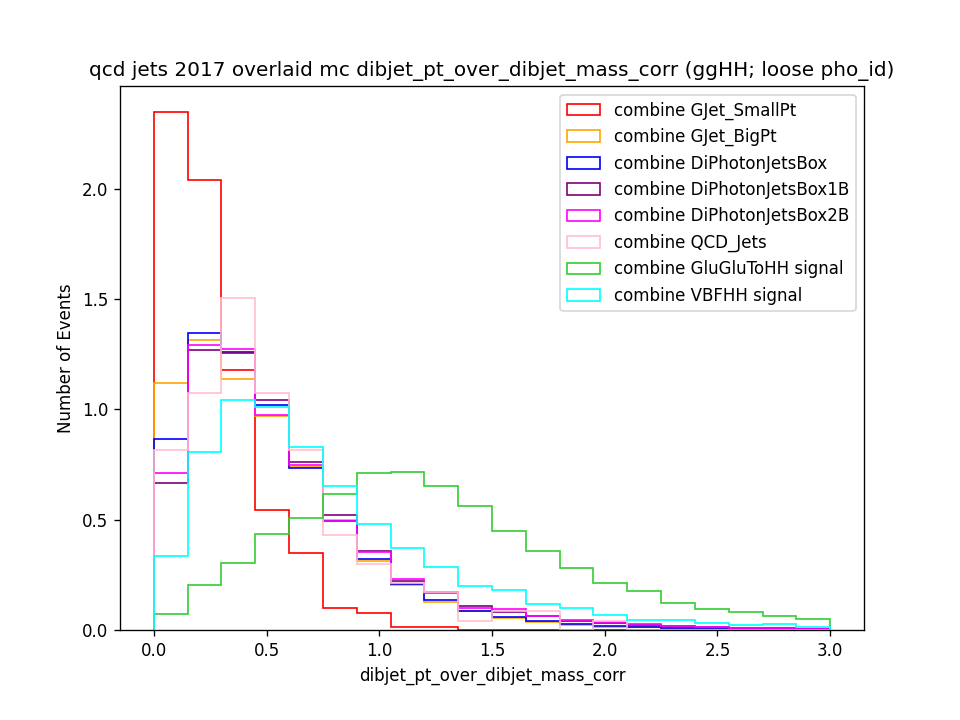 qcd jets 2017 overlaid mc dibjet_pt_over_dibjet_mass_corr (ggHH; loose pho_id)
combine GJet_SmallPt
combine GJet_BigPt
combine DiPhotonJetsBox
combine DiPhotonJetsBox1B
combine DiPhotonJetsBox2B
combine QCD_Jets
combine GluGluToHH signal
combine VBFHH signal
Number of Events
2.0
1.5
1.0
0.5
0.0
0.0 0.5 1.0 1.5 2.0 2.5 3.0
dibjet_pt_over_dibjet_mass_corr